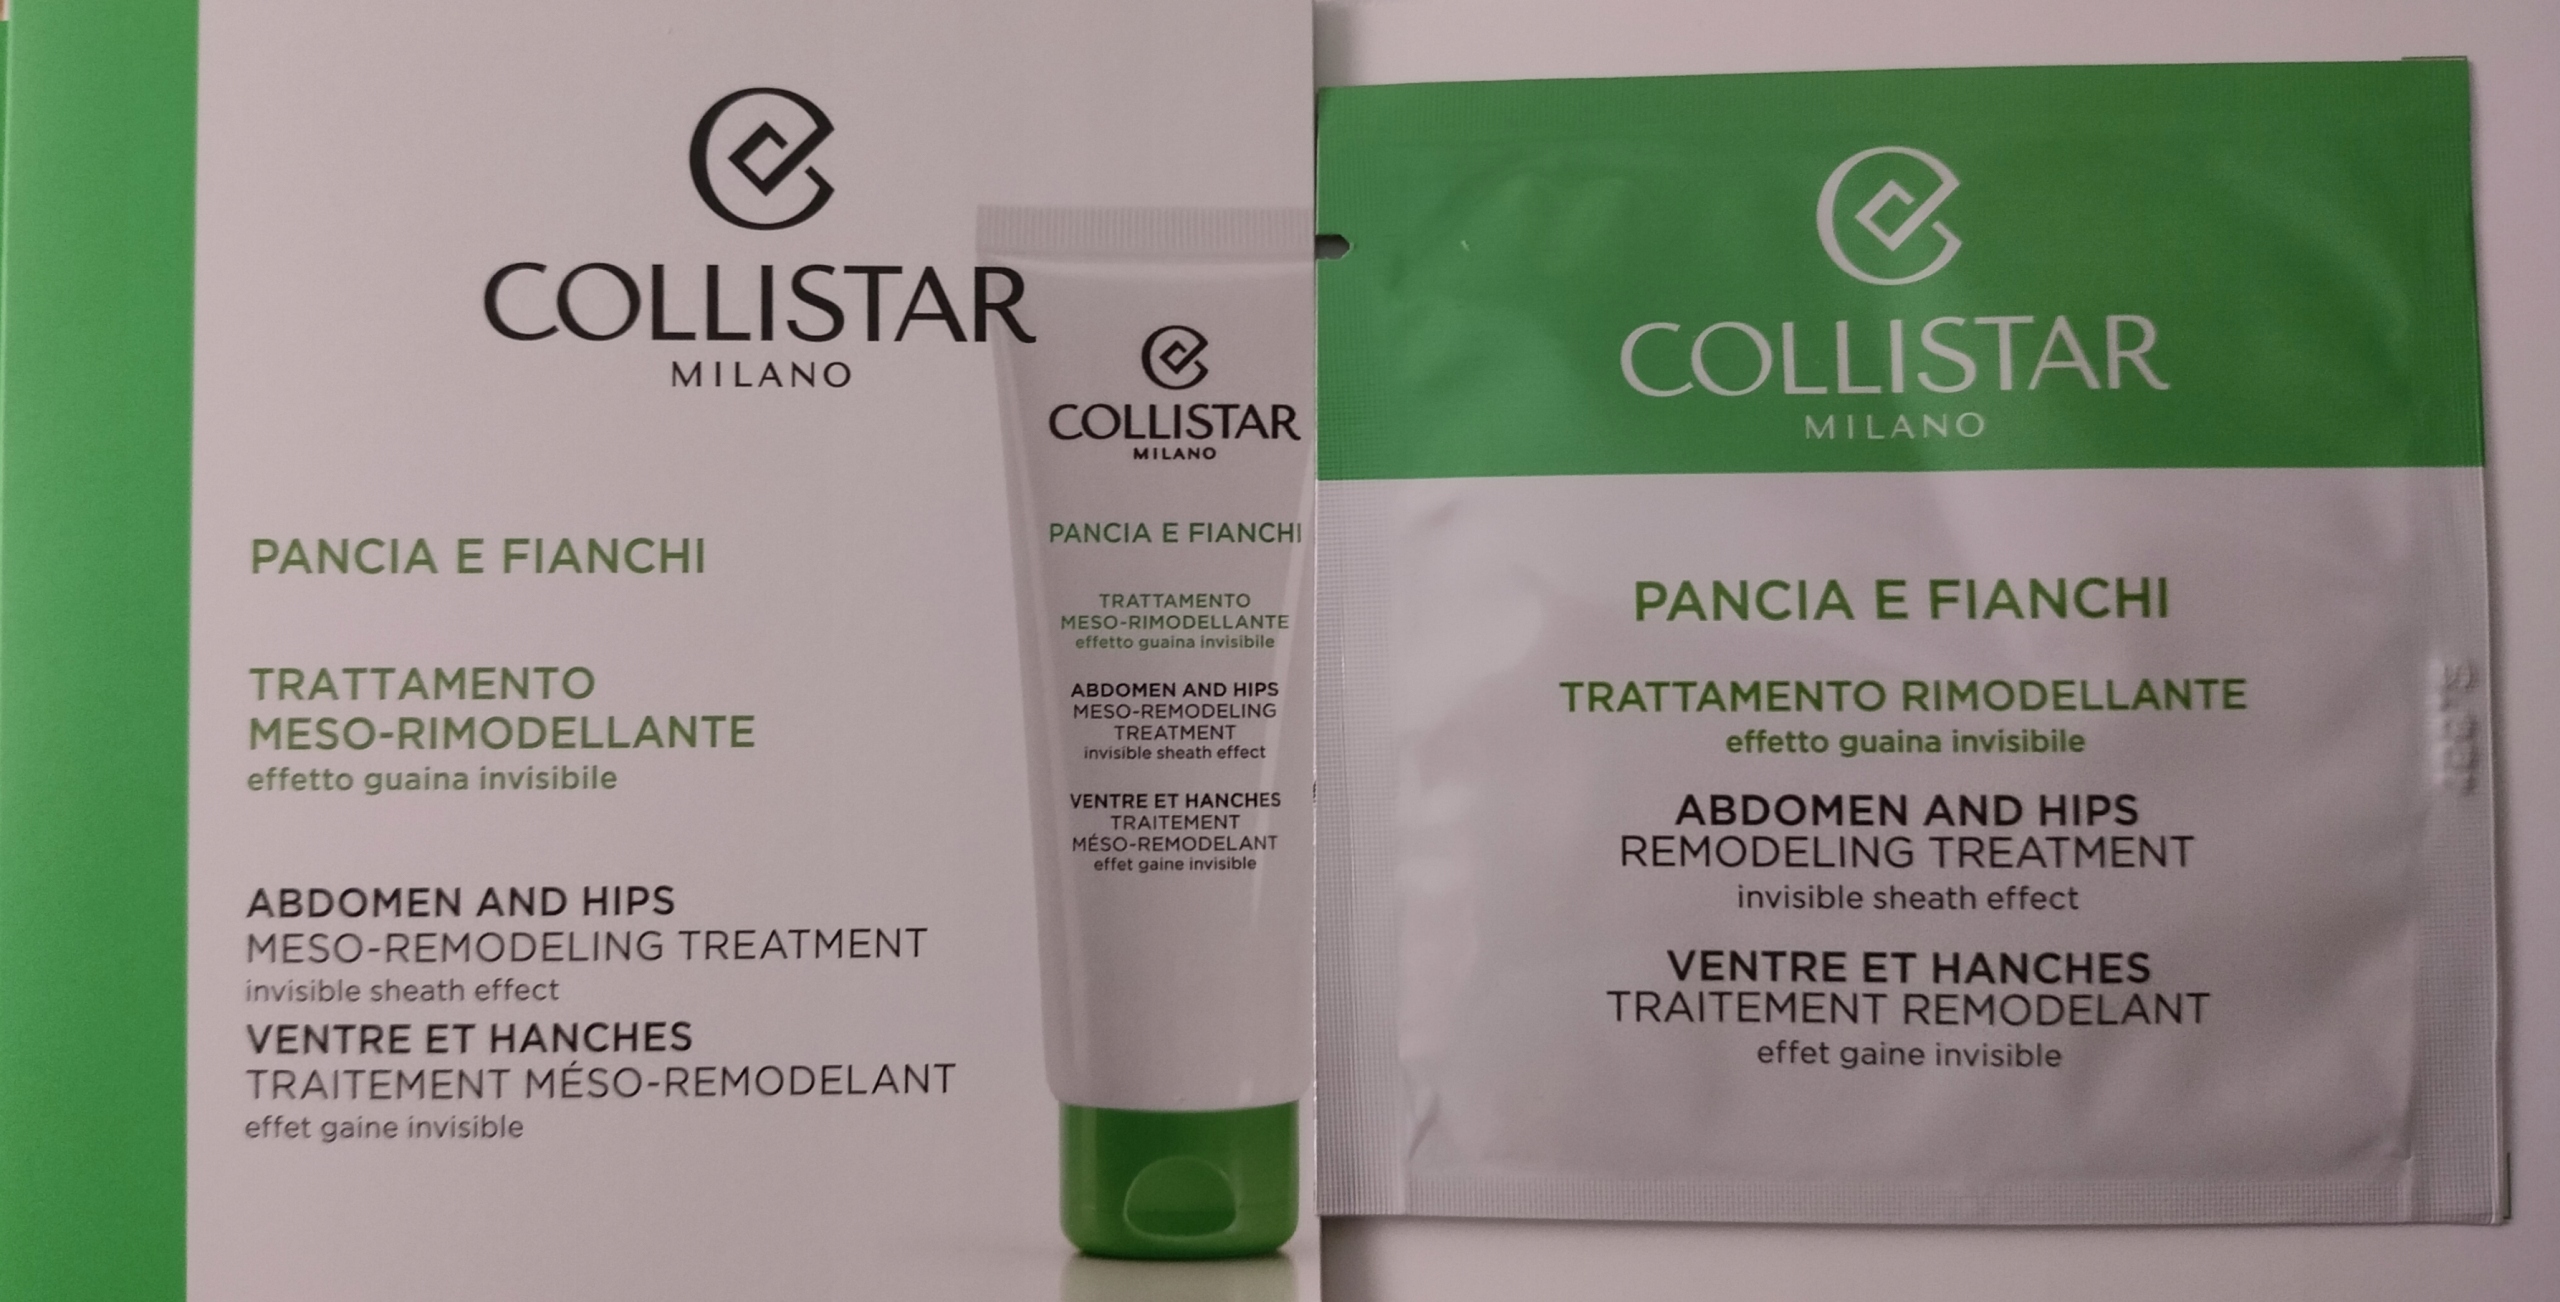 COLLISTAR
MILANO
PANCIA E FIANCHI
TRATTAMENTO
MESO-RIMODELLANTE
effetto guaina invisibile
ABDOMEN AND HIPS
MESO-REMODELING TREATMENT
invisible sheath effect
VENTRE ET HANCHES
TRAITEMENT MÉSO-REMODELANT
effet gaine invisible
COLLISTAR
MILANO
PANCIA E FIANCHI
TRATTAMENTO
MESO-RIMODELLANTE
effetto guaina invisibile
ABDOMEN AND HIPS
MESO-REMODELING
TREATMENT
invisible sheath effect
VENTRE ET HANCHES
TRAITEMENT
MÉSO-REMODELANT
effet gaine invisible
COLLISTAR
MILANO
PANCIA E FIANCHI
TRATTAMENTO RIMODELLANTE
effetto guaina invisibile
ABDOMEN AND HIPS
REMODELING TREATMENT
invisible sheath effect
VENTRE ET HANCHES
TRAITEMENT REMODELANT
effet gaine invisible